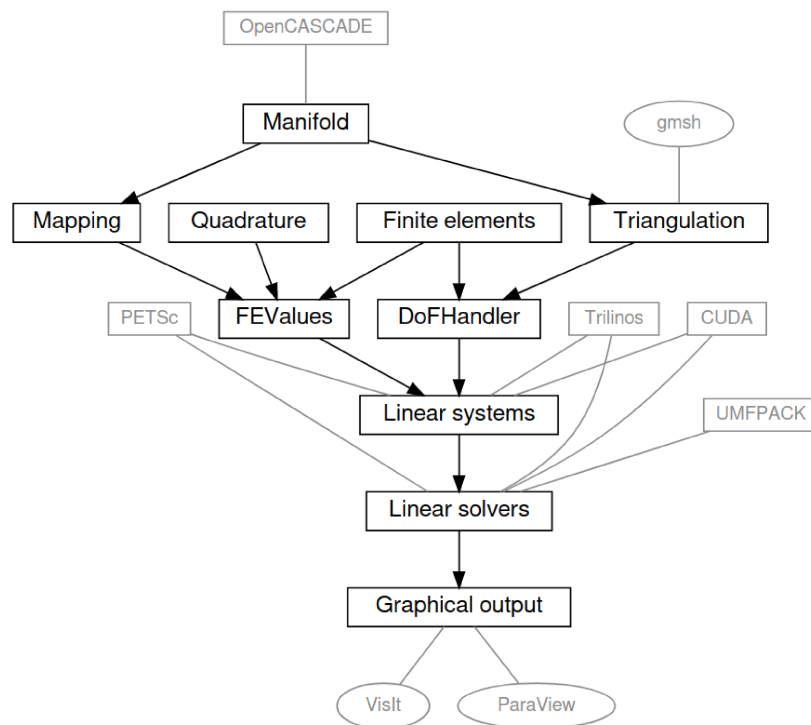 OpenCASCADE
Manifold
gmsh
Mapping
Quadrature
Finite elements
Triangulation
PETSc
FEValues
DoFHandler
Trilinos
CUDA
Linear systems
UMFPACK
Linear solvers
Graphical output
VisIt
ParaView